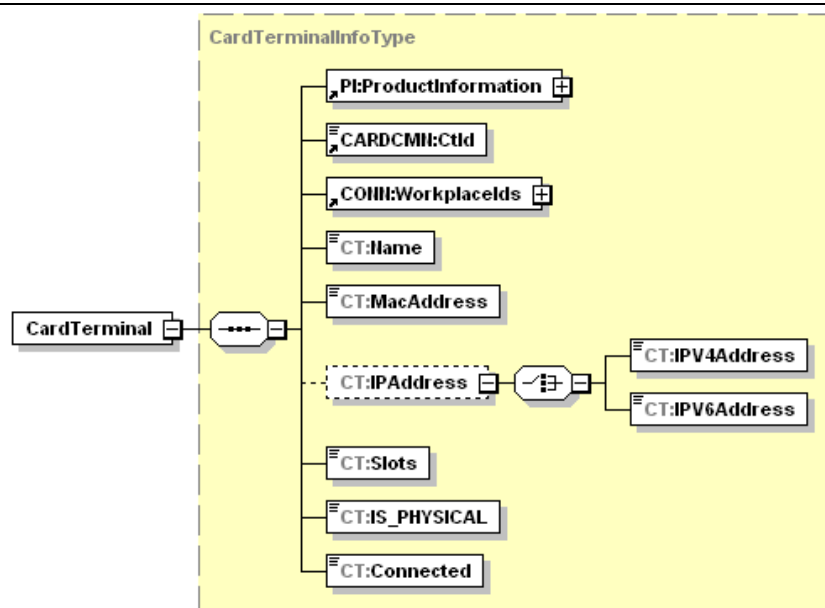 CardTerminalInfoType
PI:ProductInformation
CARDCMN:CtId
CONN:WorkplaceIds
CT:Name
CT:MacAddress
CardTerminal
CT:IPAddress
CT:IPV4Address
CT:IPV6Address
CT:Slots
CT:IS_PHYSICAL
CT:Connected